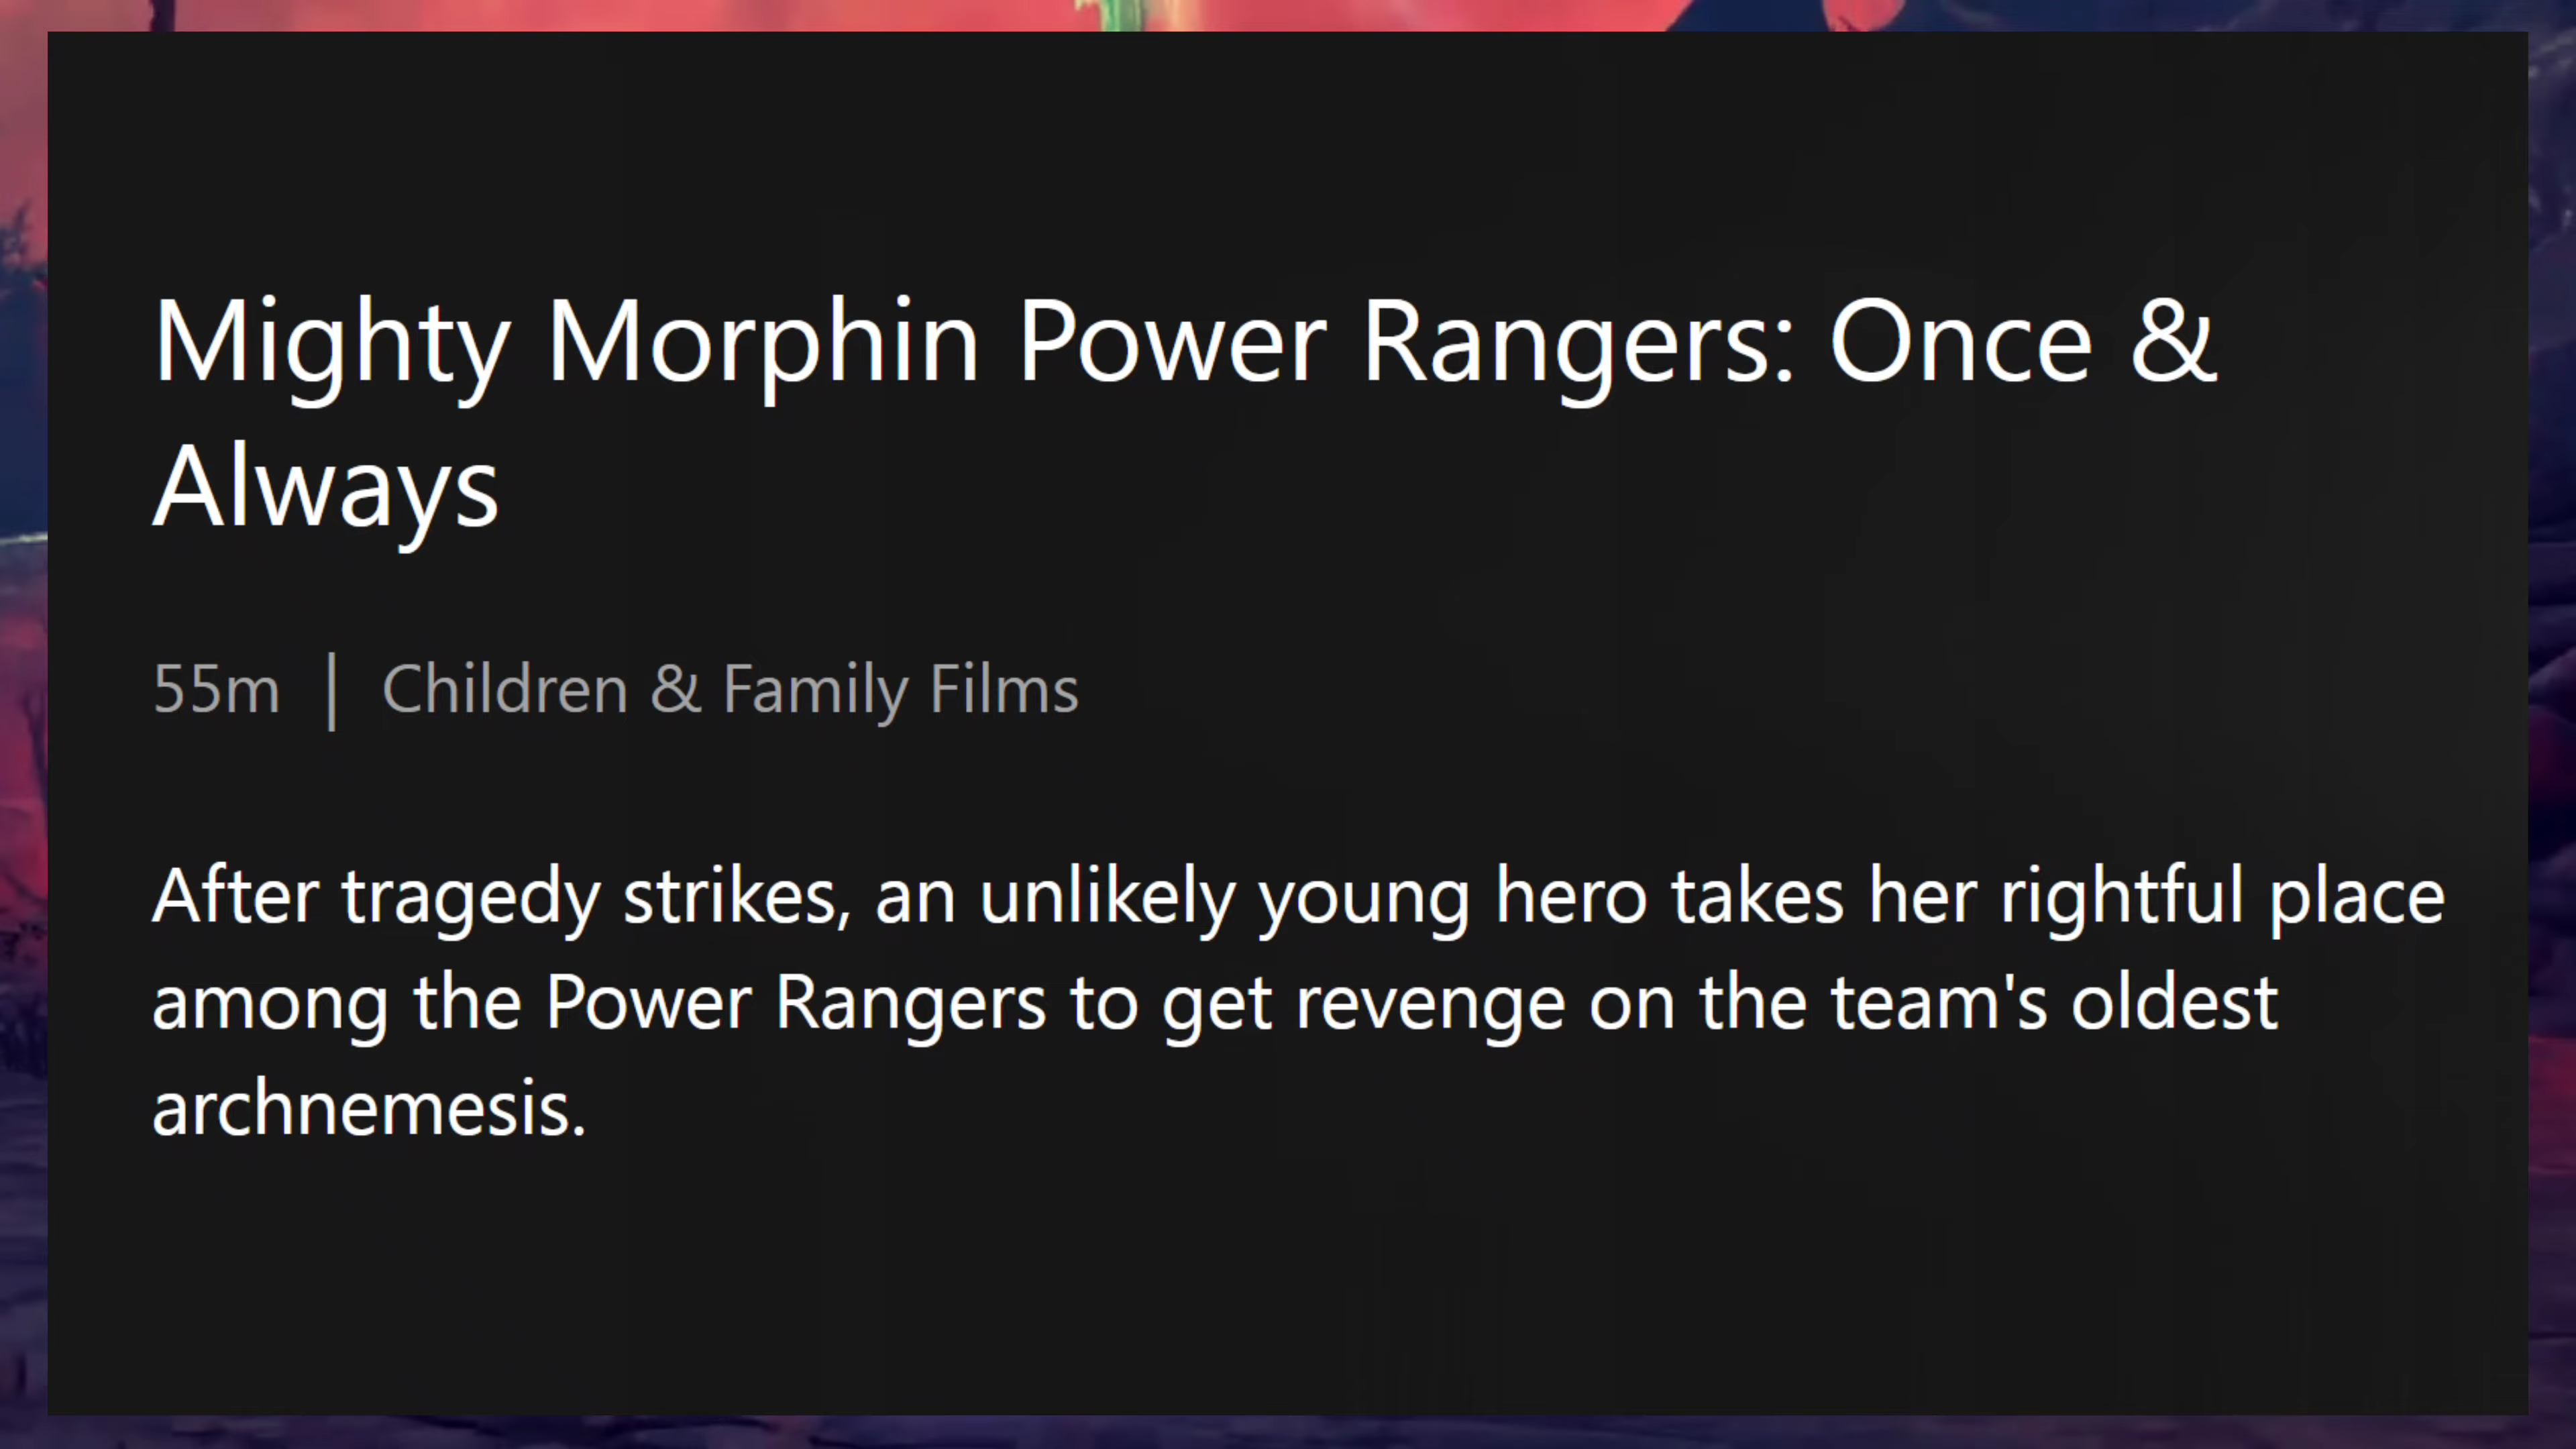 Mighty Morphin Power Rangers: Once &
Always
55m | Children & Family Films
After tragedy strikes, an unlikely young hero takes her rightful place
among the Power Rangers to get revenge on the team's oldest
archnemesis.